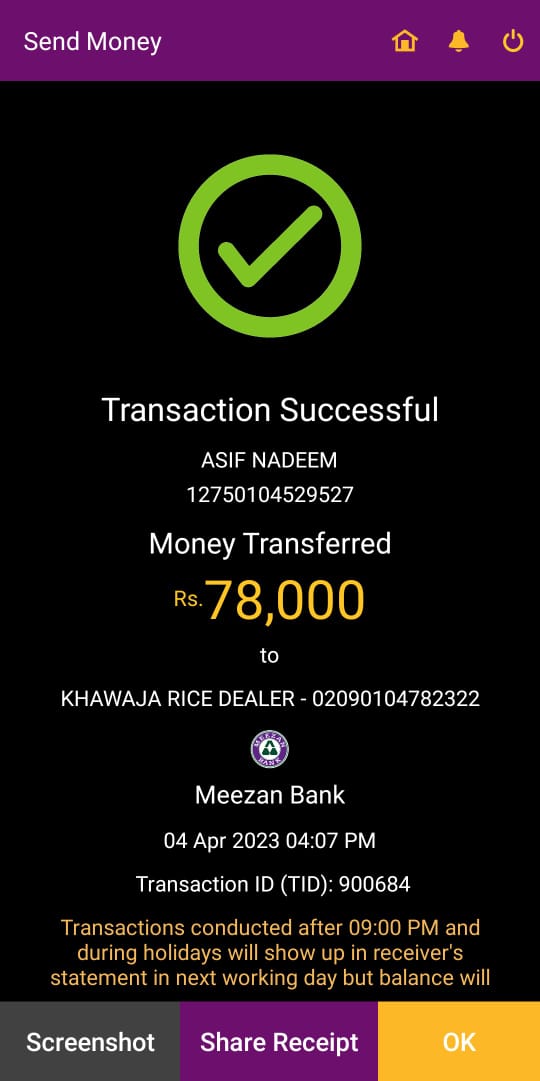 Send Money
Transaction Successful
ASIF NADEEM
12750104529527
Money Transferred
Rs.78,000
to
KHAWAJA RICE DEALER - 02090104782322
MEEZAN
BANK
Meezan Bank
04 Apr 2023 04:07 PM
Transaction ID (TID): 900684
Transactions conducted after 09:00 PM and
during holidays will show up in receiver's
statement in next working day but balance will
Screenshot Share Receipt OK